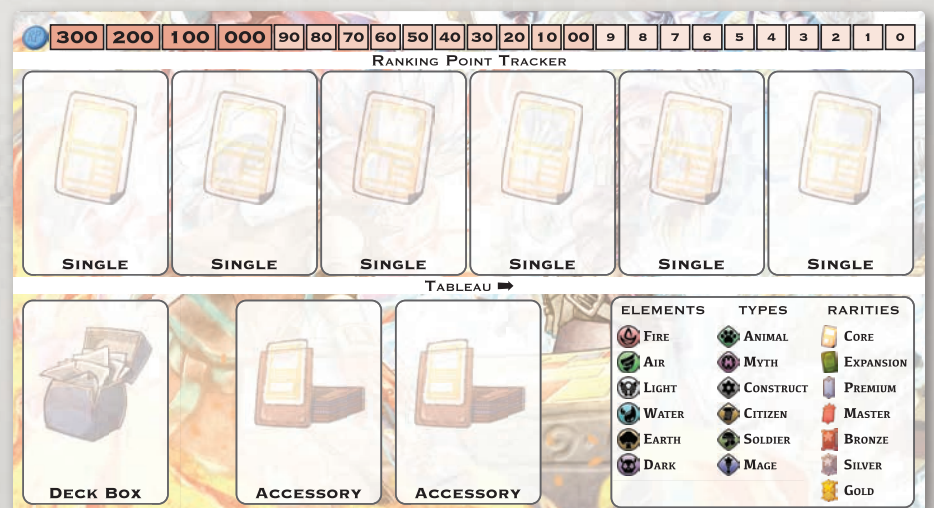 RP 300 200 100 000 90 80 70 60 50 40 30 20 10 00 9 8 7 6 5 4 3 2 1 0
RANKING POINT TRACKER
SINGLE SINGLE SINGLE SINGLE SINGLE SINGLE
TABLEAU
ELEMENTS TYPES RARITIES
FIRE ANIMAL CORE
AIR MYTH EXPANSION
LIGHT CONSTRUCT PREMIUM
WATER CITIZEN MASTER
EARTH SOLDIER BRONZE
DARK MAGE SILVER
GOLD
DECK BOX ACCESSORY ACCESSORY